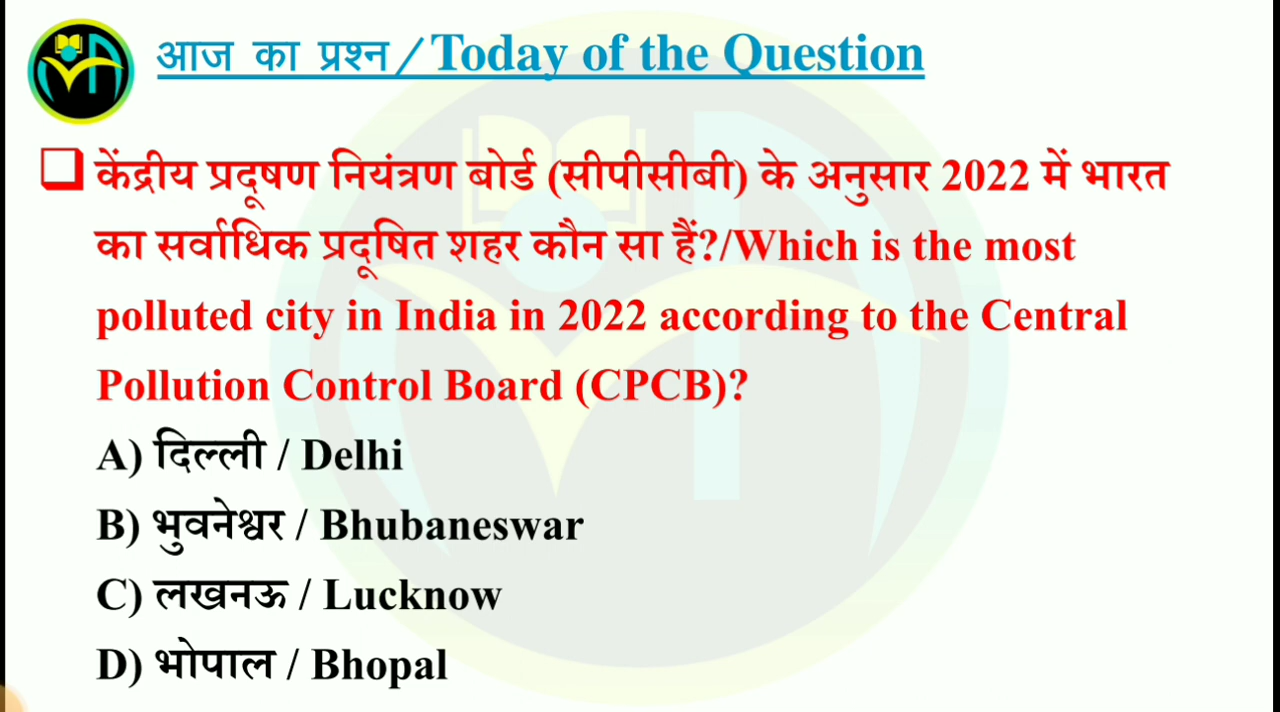 आज का प्रश्न/Today of the Question
केंद्रीय प्रदूषण नियंत्रण बोर्ड (सीपीसीबी) के अनुसार 2022 में भारत
का सर्वाधिक प्रदूषित शहर कौन सा हैं?/Which is the most
polluted city in India in 2022 according to the Central
Pollution Control Board (CPCB)?
A) दिल्ली / Delhi
B) भुवनेश्वर / Bhubaneswar
C) लखनऊ / Lucknow
D) भोपाल / Bhopal